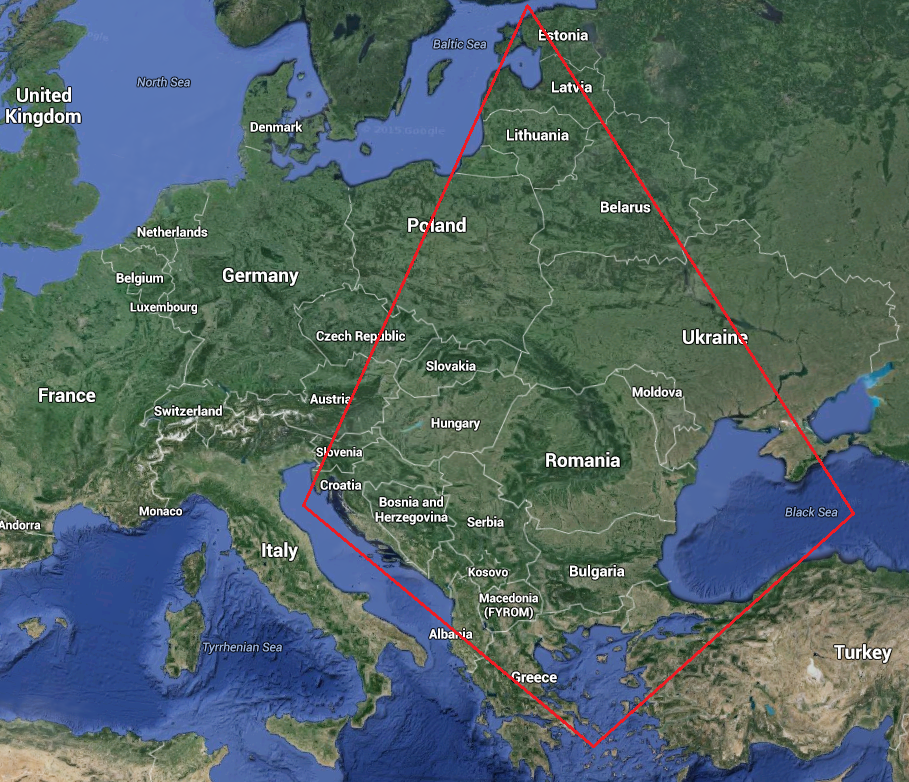 Baltic Sea
Estonia
North Sea
Latvia
United
Kingdom
Denmark
© 2015 Google
Lithuania
Belarus
Poland
Netherlands
Germany
Belgium
Luxembourg
Czech Republic
Ukraine
Slovakia
France
Moldova
Austria
Switzerland
Hungary
Slovenia
Romania
Croatia
Bosnia and
Herzegovina
Monaco
Black Sea
Andorra
Serbia
Italy
Kosovo
Bulgaria
Macedonia
(FYROM)
Albania
Tyrrhenian Sea
Turkey
Greece